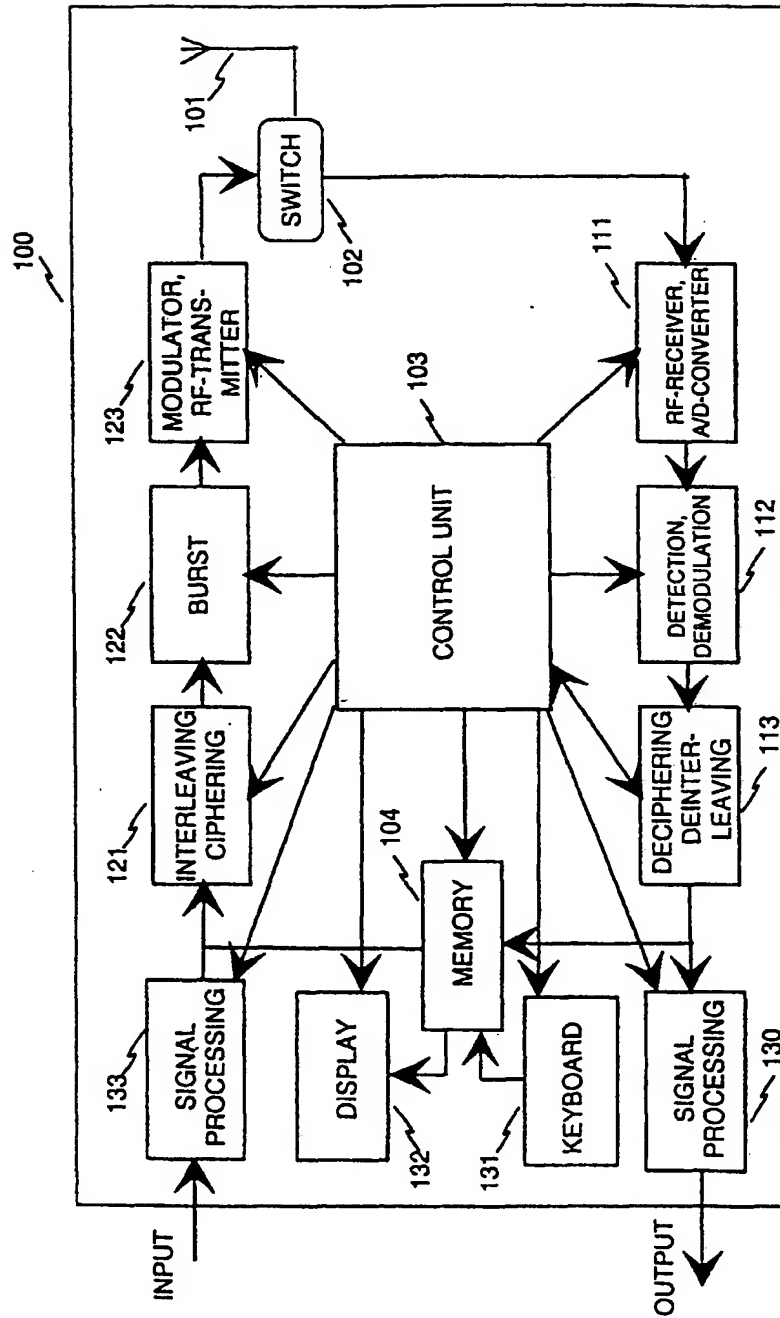 100
101
123
MODULATOR,
RF-TRANS-
MITTER
SWITCH
102
122
BURST
121
INTERLEAVING
CIPHERING
133
SIGNAL
PROCESSING
INPUT
103
CONTROL UNIT
104
MEMORY
DISPLAY
132
131
KEYBOARD
111
RF-RECEIVER,
A/D-CONVERTER
DETECTION,
DEMODULATION
112
DECIPHERING
DEINTER-
LEAVING
113
SIGNAL
PROCESSING
130
OUTPUT